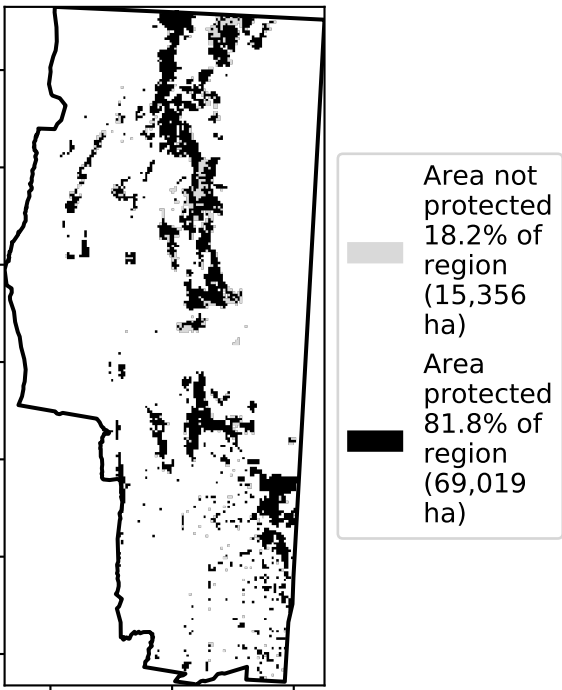 Area not
protected
18.2% of
region
(15,356
ha)
Area
protected
81.8% of
region
(69,019
ha)